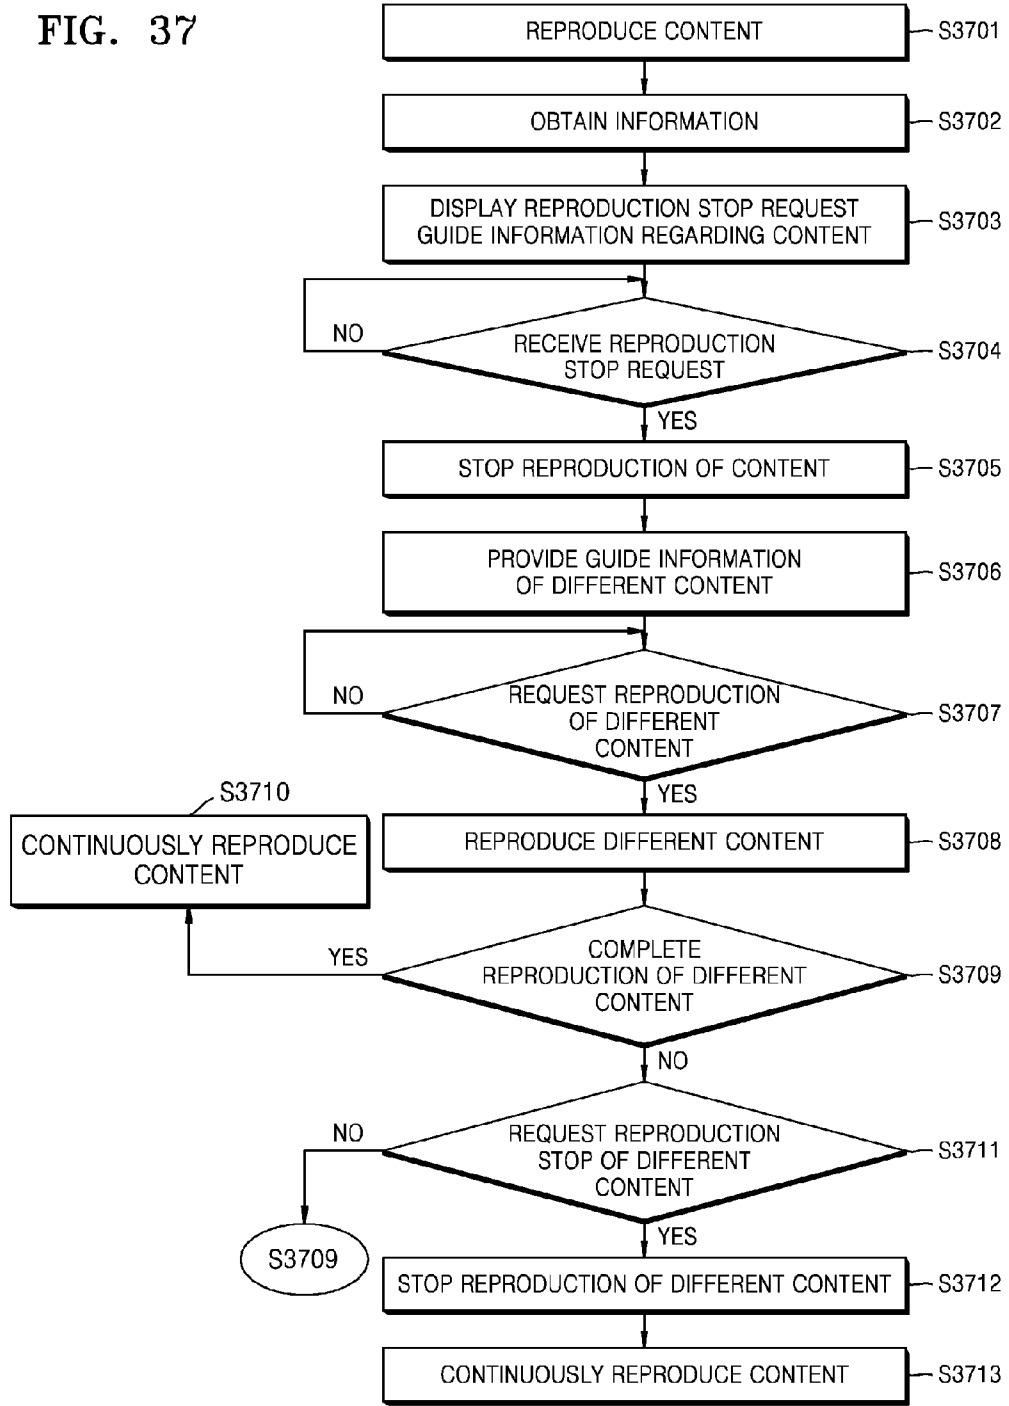 FIG. 37
REPRODUCE CONTENT
S3701
OBTAIN INFORMATION
S3702
DISPLAY REPRODUCTION STOP REQUEST
GUIDE INFORMATION REGARDING CONTENT
S3703
NO
RECEIVE REPRODUCTION
STOP REQUEST
S3704
YES
STOP REPRODUCTION OF CONTENT
S3705
PROVIDE GUIDE INFORMATION
OF DIFFERENT CONTENT
S3706
NO
REQUEST REPRODUCTION
OF DIFFERENT
CONTENT
S3707
YES
S3710
CONTINUOUSLY REPRODUCE
CONTENT
REPRODUCE DIFFERENT CONTENT
S3708
YES
COMPLETE
REPRODUCTION OF DIFFERENT
CONTENT
S3709
NO
NO
REQUEST REPRODUCTION
STOP OF DIFFERENT
CONTENT
S3711
YES
S3709
STOP REPRODUCTION OF DIFFERENT CONTENT
S3712
CONTINUOUSLY REPRODUCE CONTENT
S3713